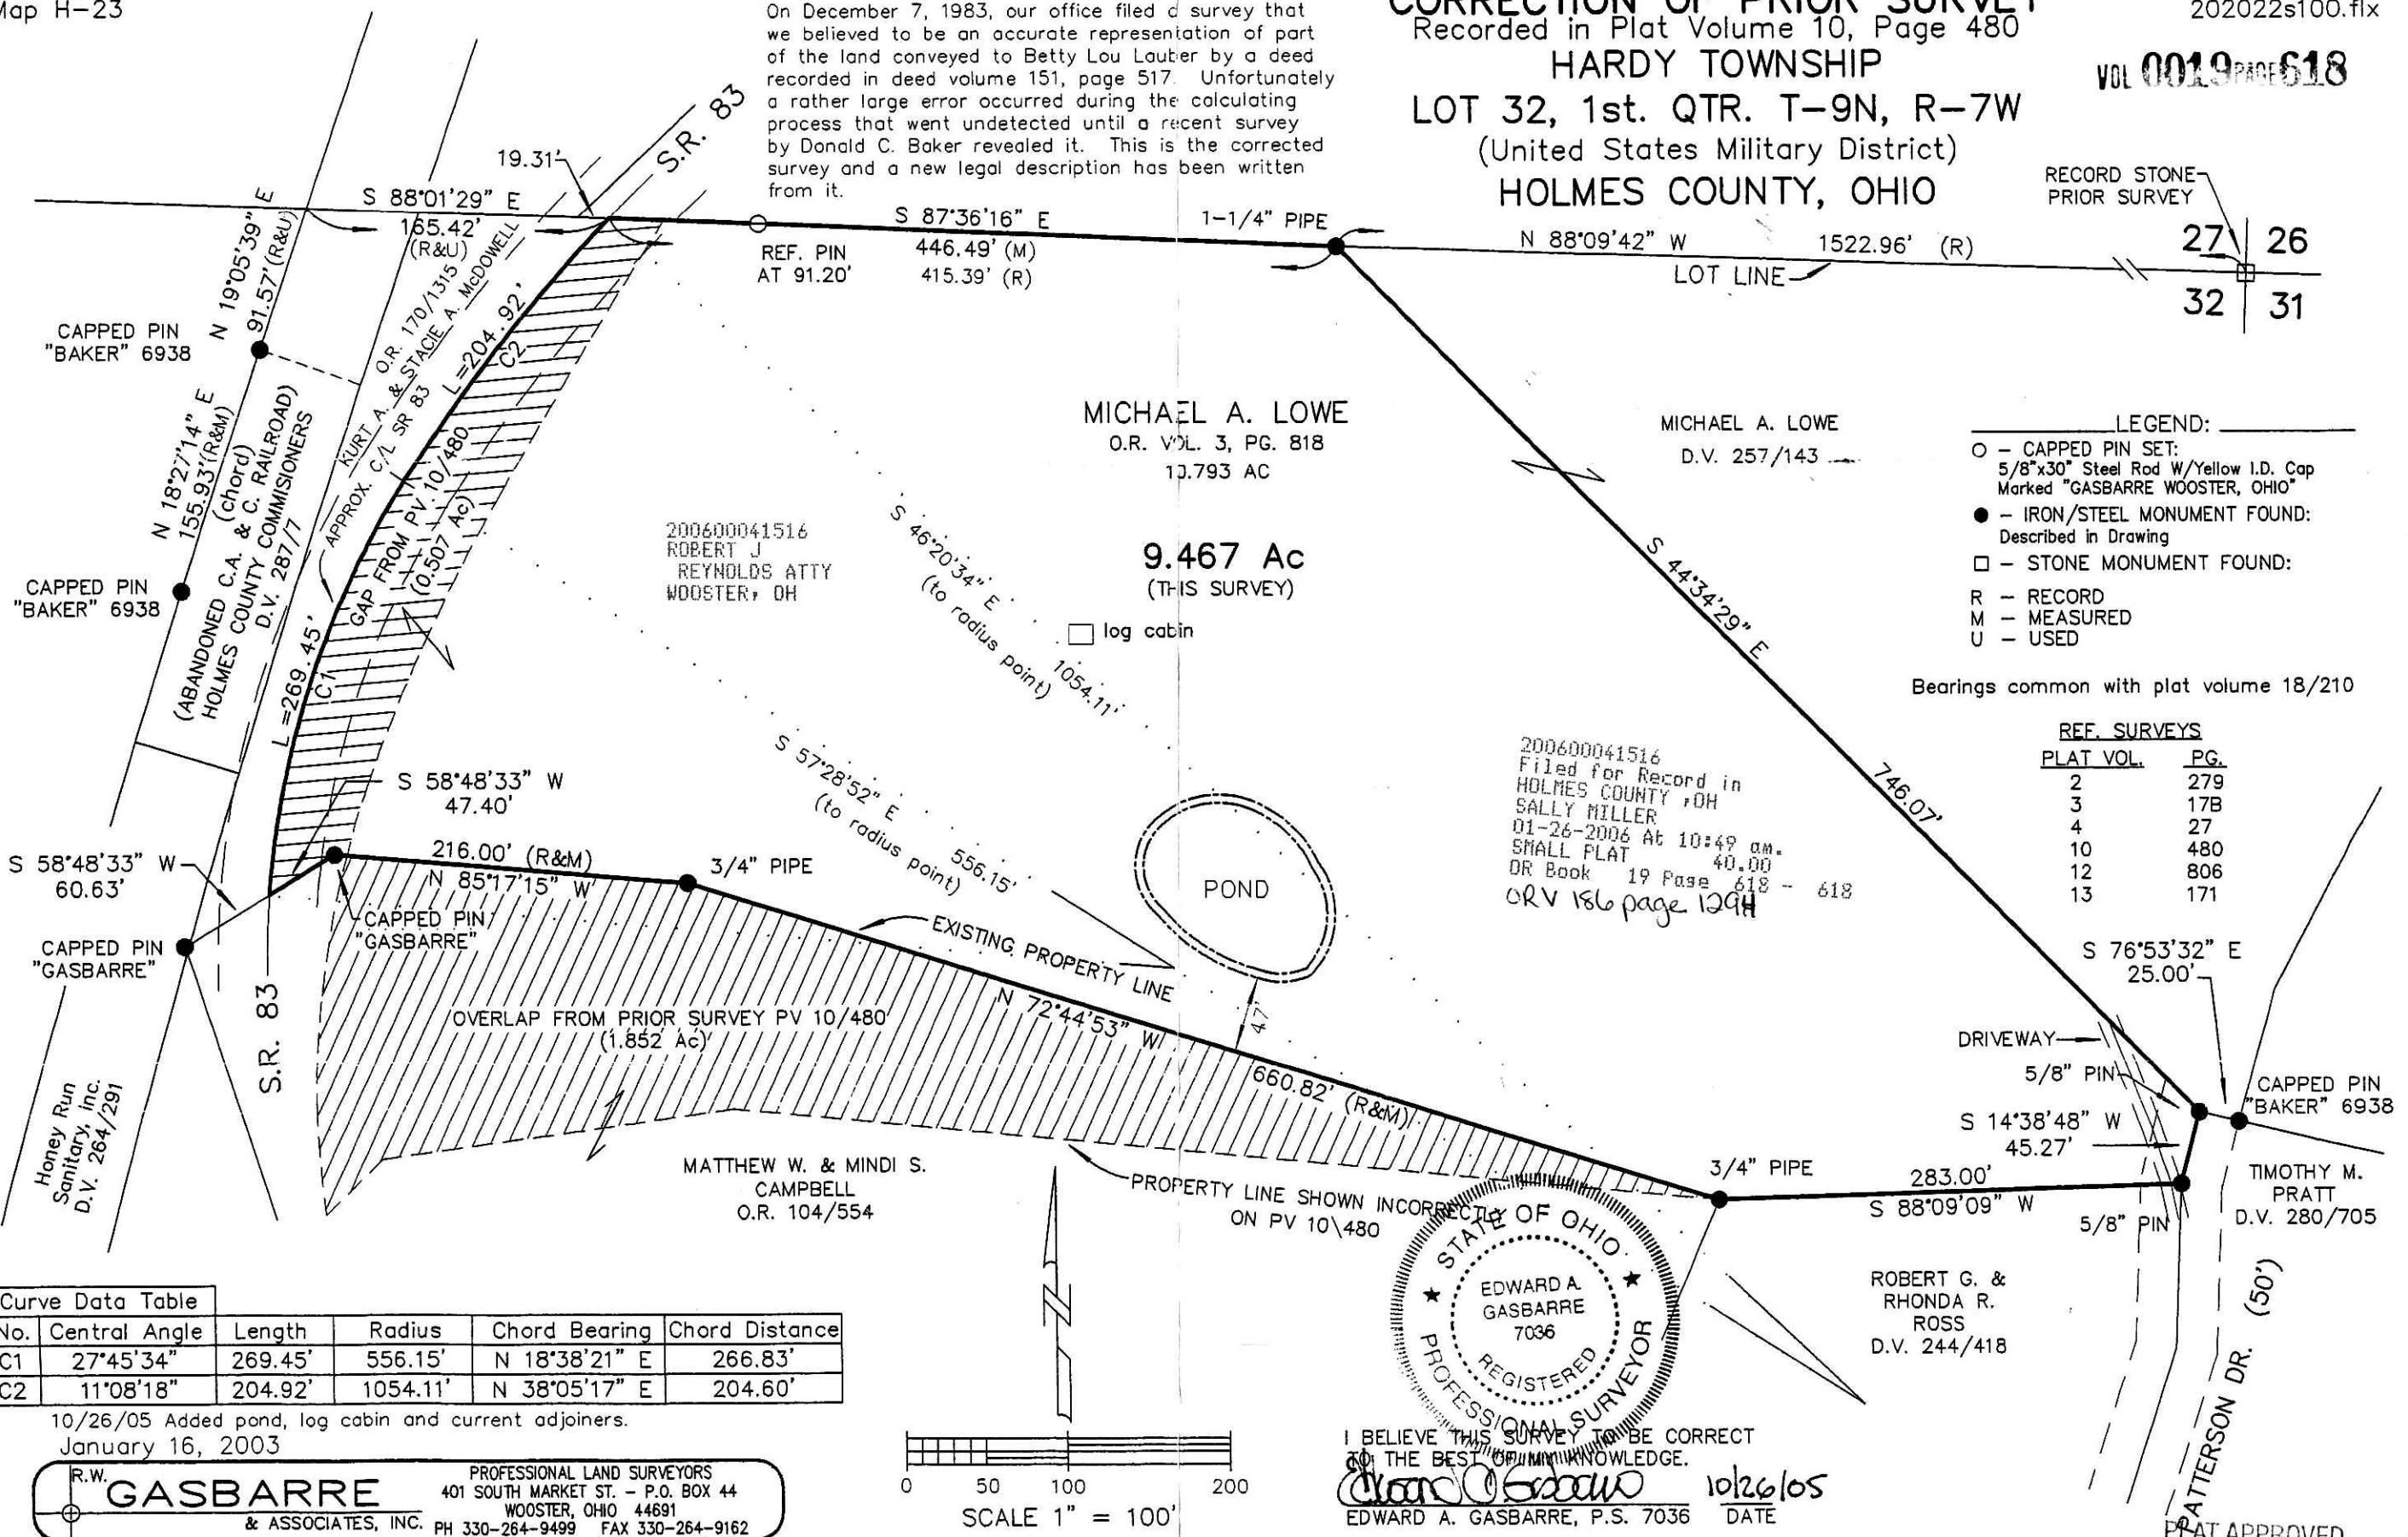 Map H-23
On December 7, 1983, our office filed a survey that
we believed to be an accurate representation of part
of the land conveyed to Betty Lou Lauber by a deed
recorded in deed volume 151, page 517. Unfortunately
a rather large error occurred during the calculating
process that went undetected until a recent survey
by Donald C. Baker revealed it. This is the corrected
survey and a new legal description has been written
from it.
CORRECTION OF PRIOR SURVEY
Recorded in Plat Volume 10, Page 480
HARDY TOWNSHIP
LOT 32, 1st. QTR. T-9N, R-7W
(United States Military District)
HOLMES COUNTY, OHIO
202022s100.flx
VOL 0019 PAGE 618
RECORD STONE
PRIOR SURVEY
27 26
32 31
S.R. 83
19.31'
S 88°01'29" E
165.42'
(R&U)
S 87°36'16" E
446.49' (M)
415.39' (R)
REF. PIN
AT 91.20'
1-1/4" PIPE
N 88°09'42" W 1522.96' (R)
LOT LINE
N 19°05'39" E
91.57'(R&U)
CAPPED PIN
"BAKER" 6938
N 18°27'14" E
155.93'(R&M)
(chord)
(ABANDONED C.A. & C. RAILROAD)
HOLMES COUNTY COMMISIONERS
D.V. 287/7
CAPPED PIN
"BAKER" 6938
O.R. 170/1315
KURT A. & STACIE A. McDOWELL
APPROX. C/L SR 83
L=204.92'
C2
GAP FROM PV 10/480
(0.507 Ac)
L=269.45'
C1
MICHAEL A. LOWE
O.R. VOL. 3, PG. 818
10.793 AC
9.467 Ac
(THIS SURVEY)
log cabin
200600041516
ROBERT J
REYNOLDS ATTY
WOOSTER, OH
S 46°20'34" E
(to radius point)
1054.11'
S 57°28'52" E
(to radius point)
556.15'
MICHAEL A. LOWE
D.V. 257/143
S 44°34'29" E
746.07'
LEGEND:
O - CAPPED PIN SET:
5/8"x30" Steel Rod W/Yellow I.D. Cap
Marked "GASBARRE WOOSTER, OHIO"
● - IRON/STEEL MONUMENT FOUND:
Described in Drawing
□ - STONE MONUMENT FOUND:
R - RECORD
M - MEASURED
U - USED
Bearings common with plat volume 18/210
REF. SURVEYS
PLAT VOL. PG.
2 279
3 17B
4 27
10 480
12 806
13 171
200600041516
Filed for Record in
HOLMES COUNTY ,OH
SALLY MILLER
01-26-2006 At 10:49 am.
SMALL PLAT 40.00
OR Book 19 Page 618 - 618
ORV 186 page 1294
S 58°48'33" W
47.40'
S 58°48'33" W
60.63'
216.00' (R&M)
N 85°17'15" W
3/4" PIPE
CAPPED PIN
"GASBARRE"
CAPPED PIN
"GASBARRE"
EXISTING PROPERTY LINE
N 72°44'53" W
660.82' (R&M)
POND
47'
OVERLAP FROM PRIOR SURVEY PV 10/480
(1.852 Ac)
S.R. 83
Honey Run
Sanitary, inc.
D.V. 264/291
MATTHEW W. & MINDI S.
CAMPBELL
O.R. 104/554
PROPERTY LINE SHOWN INCORRECTLY
ON PV 10\480
3/4" PIPE
283.00'
S 88°09'09" W
S 76°53'32" E
25.00'
DRIVEWAY
5/8" PIN
S 14°38'48" W
45.27'
5/8" PIN
CAPPED PIN
"BAKER" 6938
TIMOTHY M.
PRATT
D.V. 280/705
ROBERT G. &
RHONDA R.
ROSS
D.V. 244/418
PATTERSON DR. (50')
Curve Data Table
No. Central Angle Length Radius Chord Bearing Chord Distance
C1 27°45'34" 269.45' 556.15' N 18°38'21" E 266.83'
C2 11°08'18" 204.92' 1054.11' N 38°05'17" E 204.60'
10/26/05 Added pond, log cabin and current adjoiners.
January 16, 2003
R.W. GASBARRE
& ASSOCIATES, INC.
PROFESSIONAL LAND SURVEYORS
401 SOUTH MARKET ST. - P.O. BOX 44
WOOSTER, OHIO 44691
PH 330-264-9499 FAX 330-264-9162
N
0 50 100 200
SCALE 1" = 100'
STATE OF OHIO
EDWARD A.
GASBARRE
7036
REGISTERED
PROFESSIONAL SURVEYOR
I BELIEVE THIS SURVEY TO BE CORRECT
TO THE BEST OF MY KNOWLEDGE.
10/26/05
EDWARD A. GASBARRE, P.S. 7036 DATE
PLAT APPROVED